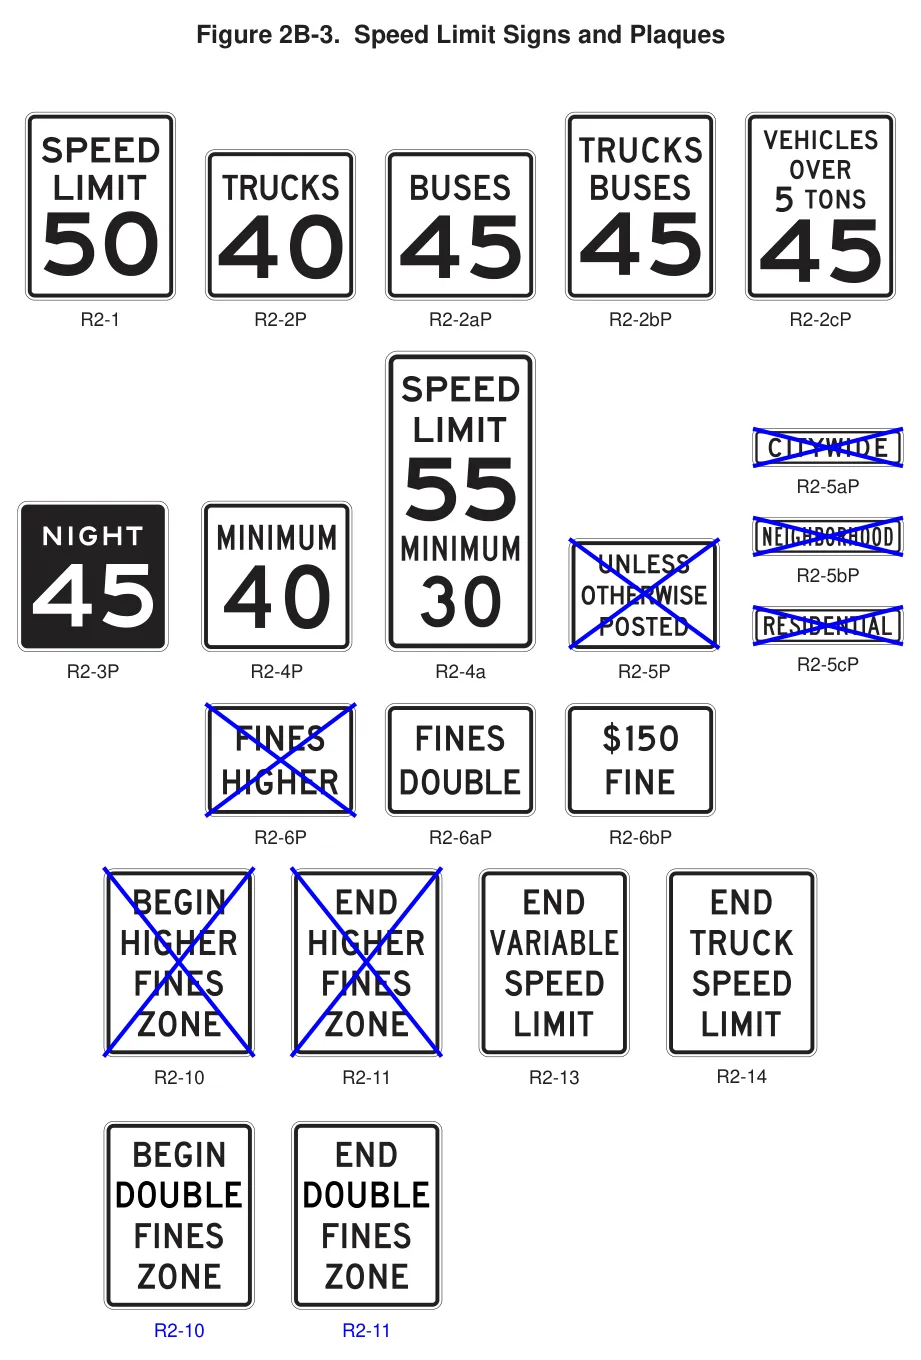 Figure 2B-3.  Speed Limit Signs and Plaques
SPEED
LIMIT
50
R2-1
TRUCKS
40
R2-2P
BUSES
45
R2-2aP
TRUCKS
BUSES
45
R2-2bP
VEHICLES
OVER
5 TONS
45
R2-2cP
NIGHT
45
R2-3P
MINIMUM
40
R2-4P
SPEED
LIMIT
55
MINIMUM
30
R2-4a
UNLESS
OTHERWISE
POSTED
R2-5P
CITYWIDE
R2-5aP
NEIGHBORHOOD
R2-5bP
RESIDENTIAL
R2-5cP
FINES
HIGHER
R2-6P
FINES
DOUBLE
R2-6aP
$150
FINE
R2-6bP
BEGIN
HIGHER
FINES
ZONE
R2-10
END
HIGHER
FINES
ZONE
R2-11
END
VARIABLE
SPEED
LIMIT
R2-13
END
TRUCK
SPEED
LIMIT
R2-14
BEGIN
DOUBLE
FINES
ZONE
R2-10
END
DOUBLE
FINES
ZONE
R2-11